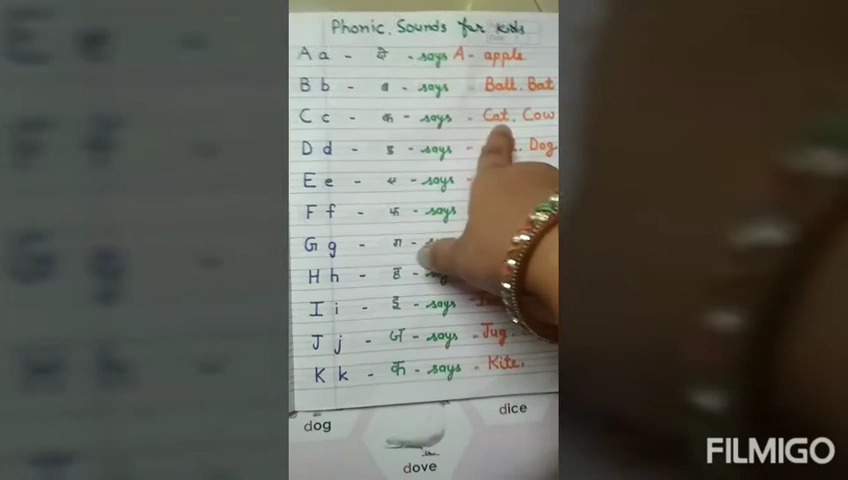 Phonic. Sounds for kids
A a - ऐ - says A - apple.
B b - ब - says - Ball. Bat
C c - क - says - Cat. Cow
D d - ड - says - Dog
E e - - says -
F f - फ - says
G g - ग -
H h - ह -
I i - इ - says -
J j - ज - says - Jug.
K k - क - says - Kite.
dog
dice
dove
FILMIGO